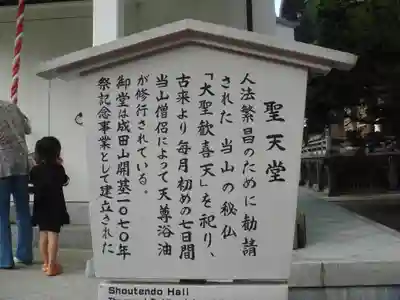 聖天堂
人法繁昌のために勧請
された 当山の秘仏
「大聖歓喜天」を祀り、
古来より 毎月 初めの七日間
当山僧侶によって天尊浴油
が修行されている。
御堂は成田山開基一〇七〇年
祭記念事業として建立された
Shoutendo Hall